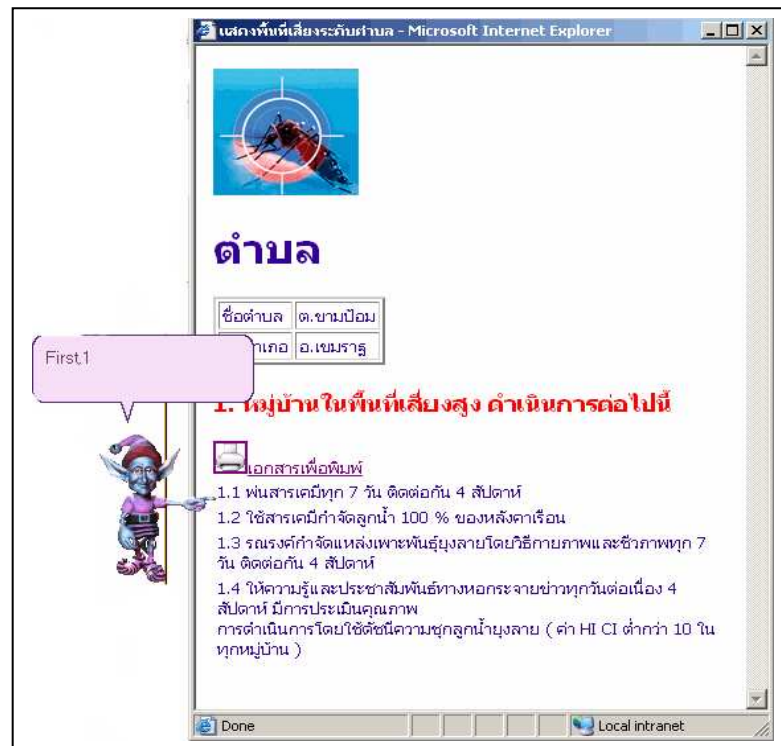 แสดงพื้นที่เสี่ยงระดับตำบล - Microsoft Internet Explorer
ตำบล
ชื่อตำบล ต.ขามป้อม
อ.เขมราฐ
First,1
1. หมู่บ้านในพื้นที่เสี่ยงสูง ดำเนินการต่อไปนี้
เอกสารเพื่อพิมพ์
1.1 พ่นสารเคมีทุก 7 วัน ติดต่อกัน 4 สัปดาห์
1.2 ใช้สารเคมีกำจัดลูกน้ำ 100 % ของหลังคาเรือน
1.3 รณรงค์กำจัดแหล่งเพาะพันธุ์ยุงลายโดยวิธีกายภาพและชีวภาพทุก 7
วัน ติดต่อกัน 4 สัปดาห์
1.4 ให้ความรู้และประชาสัมพันธ์ทางหอกระจายข่าวทุกวันต่อเนื่อง 4
สัปดาห์ มีการประเมินคุณภาพ
การดำเนินการโดยใช้ดัชนีความชุกลูกน้ำยุงลาย ( ค่า HI CI ต่ำกว่า 10 ใน
ทุกหมู่บ้าน )
Done Local intranet